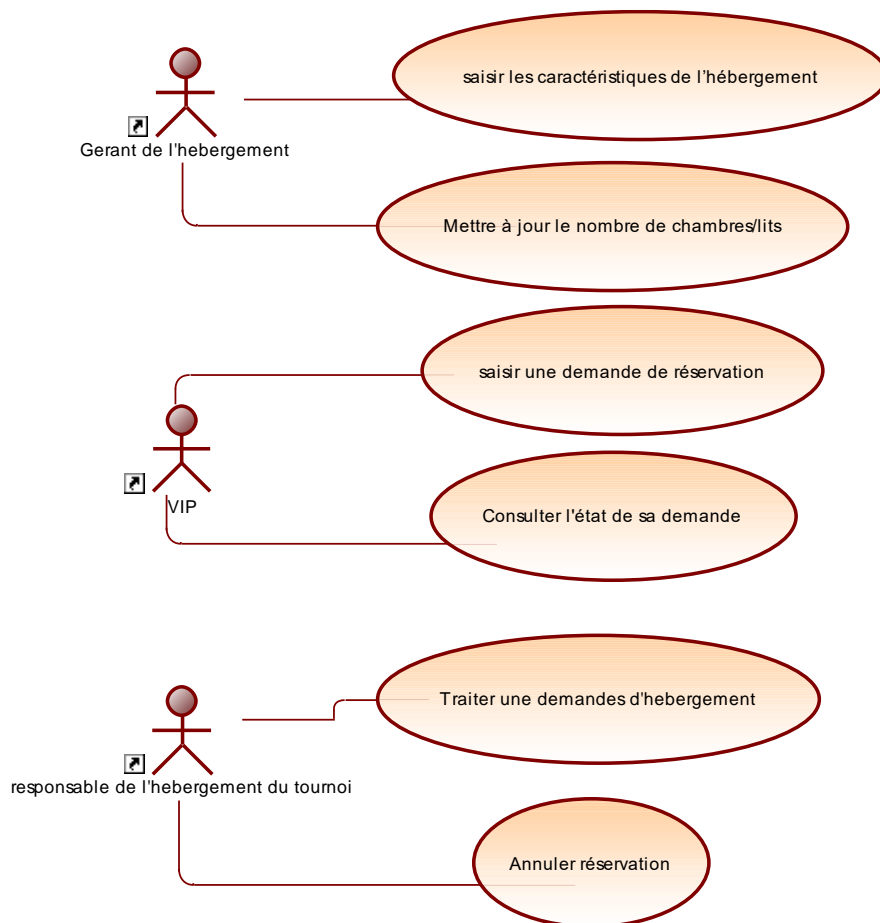 saisir les caractéristiques de l'hébergement
Gerant de l'hebergement
Mettre à jour le nombre de chambres/lits
saisir une demande de réservation
VIP
Consulter l'état de sa demande
Traiter une demandes d'hebergement
responsable de l'hebergement du tournoi
Annuler réservation